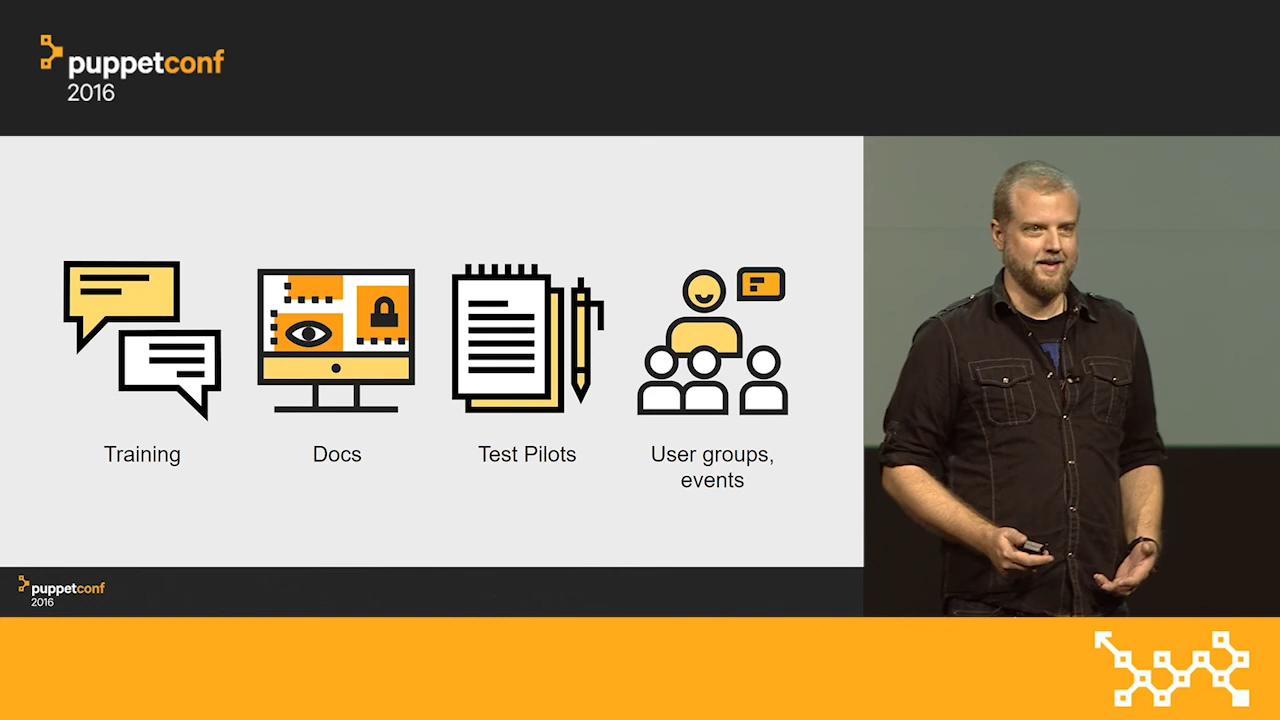 puppetconf
2016
Training
Docs
Test Pilots
User groups,
events
puppetconf
2016